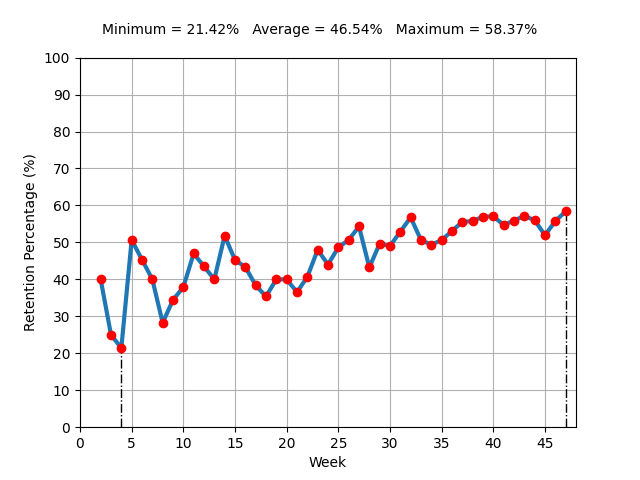 Minimum = 21.42%   Average = 46.54%   Maximum = 58.37%
100
90
80
70
60
50
40
30
20
10
0
Retention Percentage (%)
0 5 10 15 20 25 30 35 40 45
Week